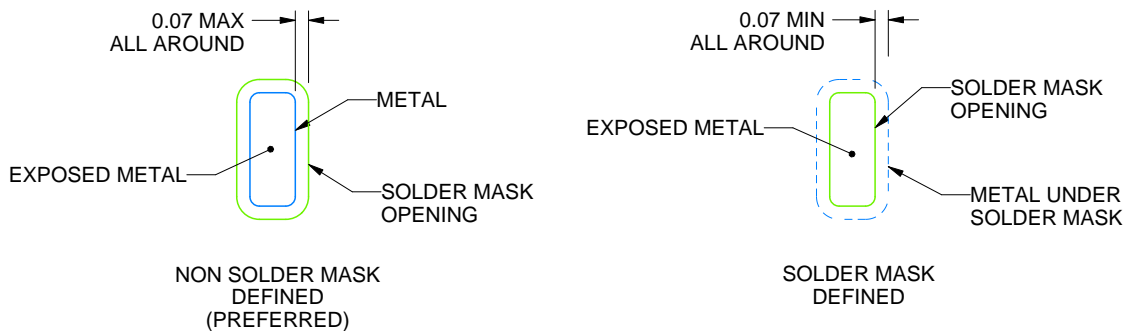 0.07 MAX
ALL AROUND
METAL
EXPOSED METAL
SOLDER MASK
OPENING
NON SOLDER MASK
DEFINED
(PREFERRED)
0.07 MIN
ALL AROUND
SOLDER MASK
OPENING
EXPOSED METAL
METAL UNDER
SOLDER MASK
SOLDER MASK
DEFINED